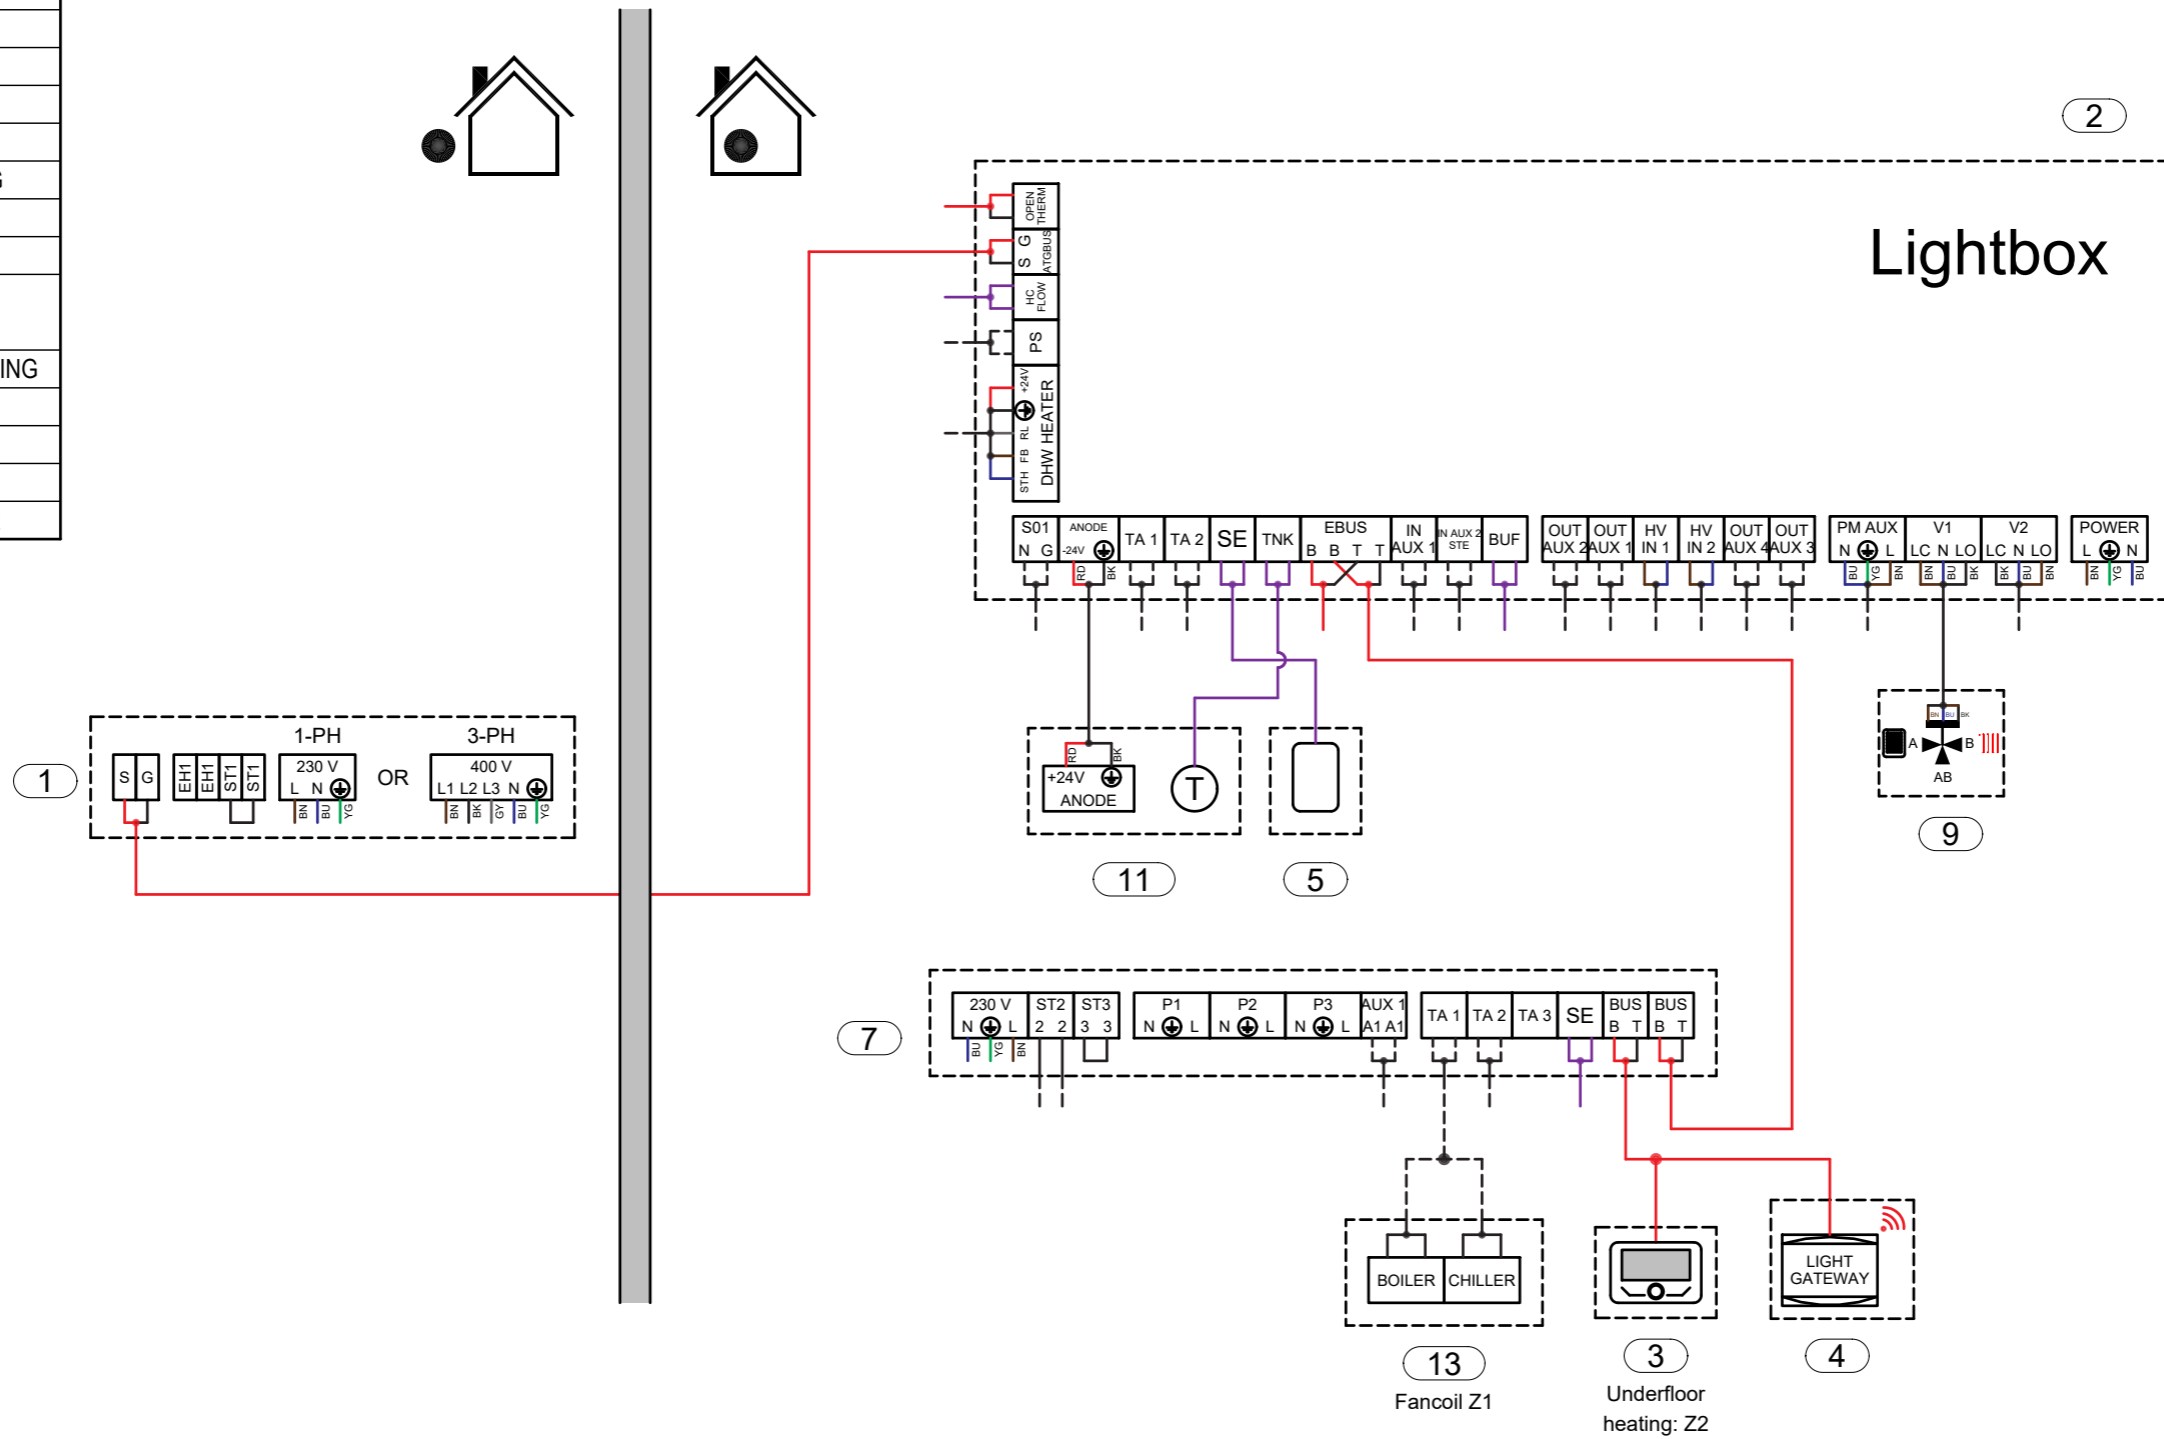 G
ING
2
Lightbox
OPEN
THERM
S G
ATGBUS
HC
FLOW
PS
STH FB RL +24V
DHW HEATER
S01
N G
ANODE
-24V
TA 1
TA 2
SE
TNK
EBUS
B B T T
IN
AUX 1
IN AUX 2
STE
BUF
OUT
AUX 2
OUT
AUX 1
HV
IN 1
HV
IN 2
OUT
AUX 4
OUT
AUX 3
PM AUX
N L
V1
LC N LO
V2
LC N LO
POWER
L N
RD BK
BU YG BN
BN BU BK
BK BU BN
BN YG BU
1
S G
EH1 EH1 ST1 ST1
1-PH
230 V
L N
BN BU YG
OR
3-PH
400 V
L1 L2 L3 N
BN BK GY BU YG
RD BK
+24V
ANODE
T
11
5
BN BU BK
A B
AB
9
7
230 V
N L
BU YG BN
ST2
2 2
ST3
3 3
P1
N L
P2
N L
P3
N L
AUX 1
A1 A1
TA 1
TA 2
TA 3
SE
BUS
B T
BUS
B T
BOILER
CHILLER
LIGHT
GATEWAY
13
Fancoil Z1
3
Underfloor
heating: Z2
4